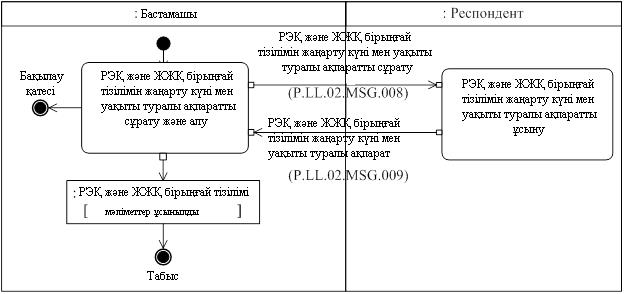 : Бастамашы
: Респондент
РЭҚ және ЖЖҚ бірыңғай
тізілімін жаңарту күні мен уақыты
туралы ақпаратты сұрату
(P.LL.02.MSG.008)
Бақылау
қатесі
РЭҚ және ЖЖҚ бірыңғай
тізілімін жаңарту күні мен
уақыты туралы ақпаратты
сұрату және алу
РЭҚ және ЖЖҚ бірыңғай
тізілімін жаңарту күні мен
уақыты туралы ақпаратты
ұсыну
РЭҚ және ЖЖҚ бірыңғай
тізілімін жаңарту күні мен
уақыты туралы ақпарат
(P.LL.02.MSG.009)
: РЭҚ және ЖЖҚ бірыңғай тізілімі
[ мәліметтер ұсынылды ]
Табыс